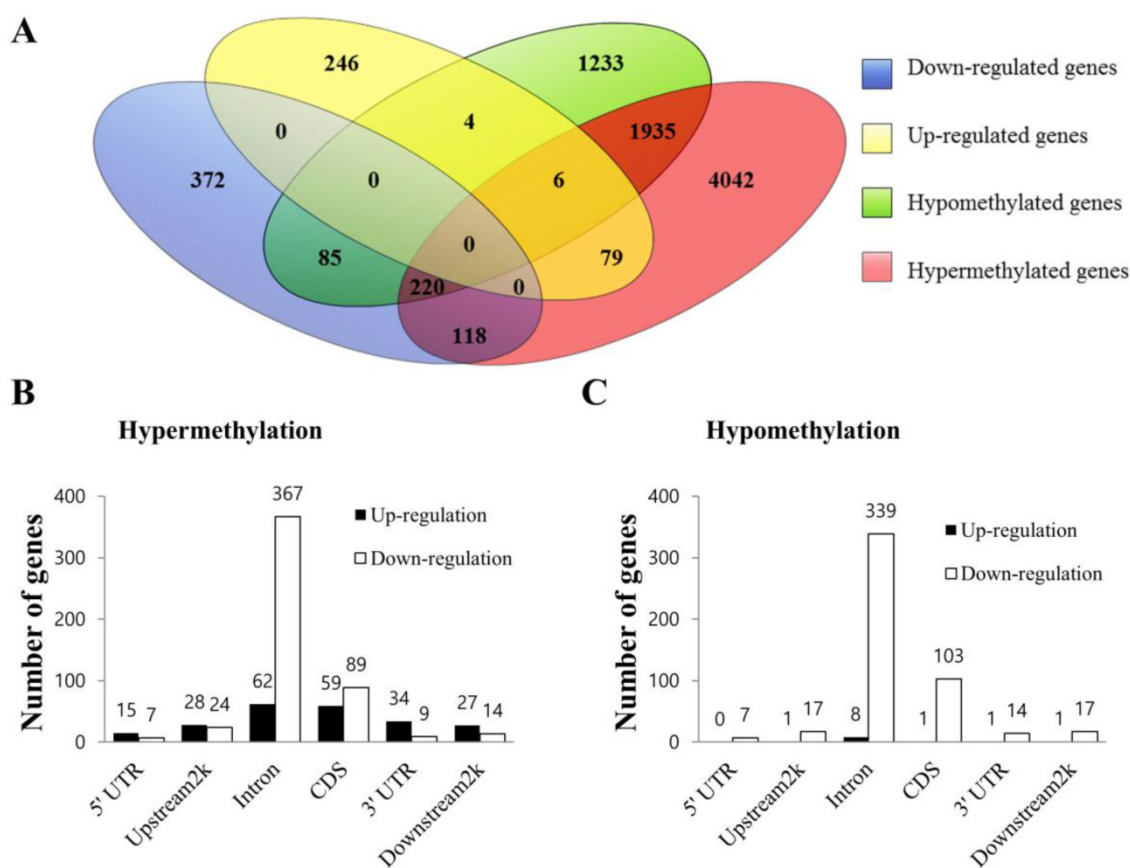 A
246
1233
Down-regulated genes
0
4
1935
Up-regulated genes
372
0
6
4042
Hypomethylated genes
85
0
79
220
0
Hypermethylated genes
118
B
Hypermethylation
Number of genes
400
300
200
100
0
Up-regulation
Down-regulation
15
7
28
24
62
367
59
89
34
9
27
14
5' UTR
Upstream2k
Intron
CDS
3' UTR
Downstream2k
C
Hypomethylation
Number of genes
400
300
200
100
0
Up-regulation
Down-regulation
0
7
1
17
8
339
1
103
1
14
1
17
5' UTR
Upstream2k
Intron
CDS
3' UTR
Downstream2k